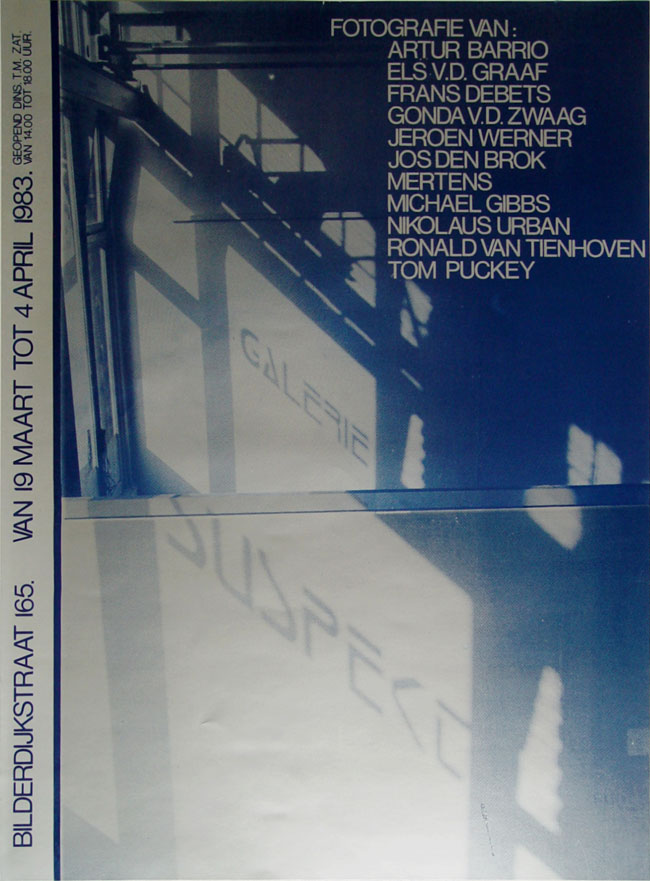 FOTOGRAFIE VAN:
ARTUR BARRIO
ELS V.D. GRAAF
FRANS DEBETS
GONDA V.D. ZWAAG
JEROEN WERNER
JOS DEN BROK
MERTENS
MICHAEL GIBBS
NIKOLAUS URBAN
RONALD VAN TIENHOVEN
TOM PUCKEY
GALERIE
SUSPECT
BILDERDIJKSTRAAT 165. VAN 19 MAART TOT 4 APRIL 1983.
GEOPEND DINS. T.M. ZAT.
VAN 14.00 TOT 18.00 UUR.